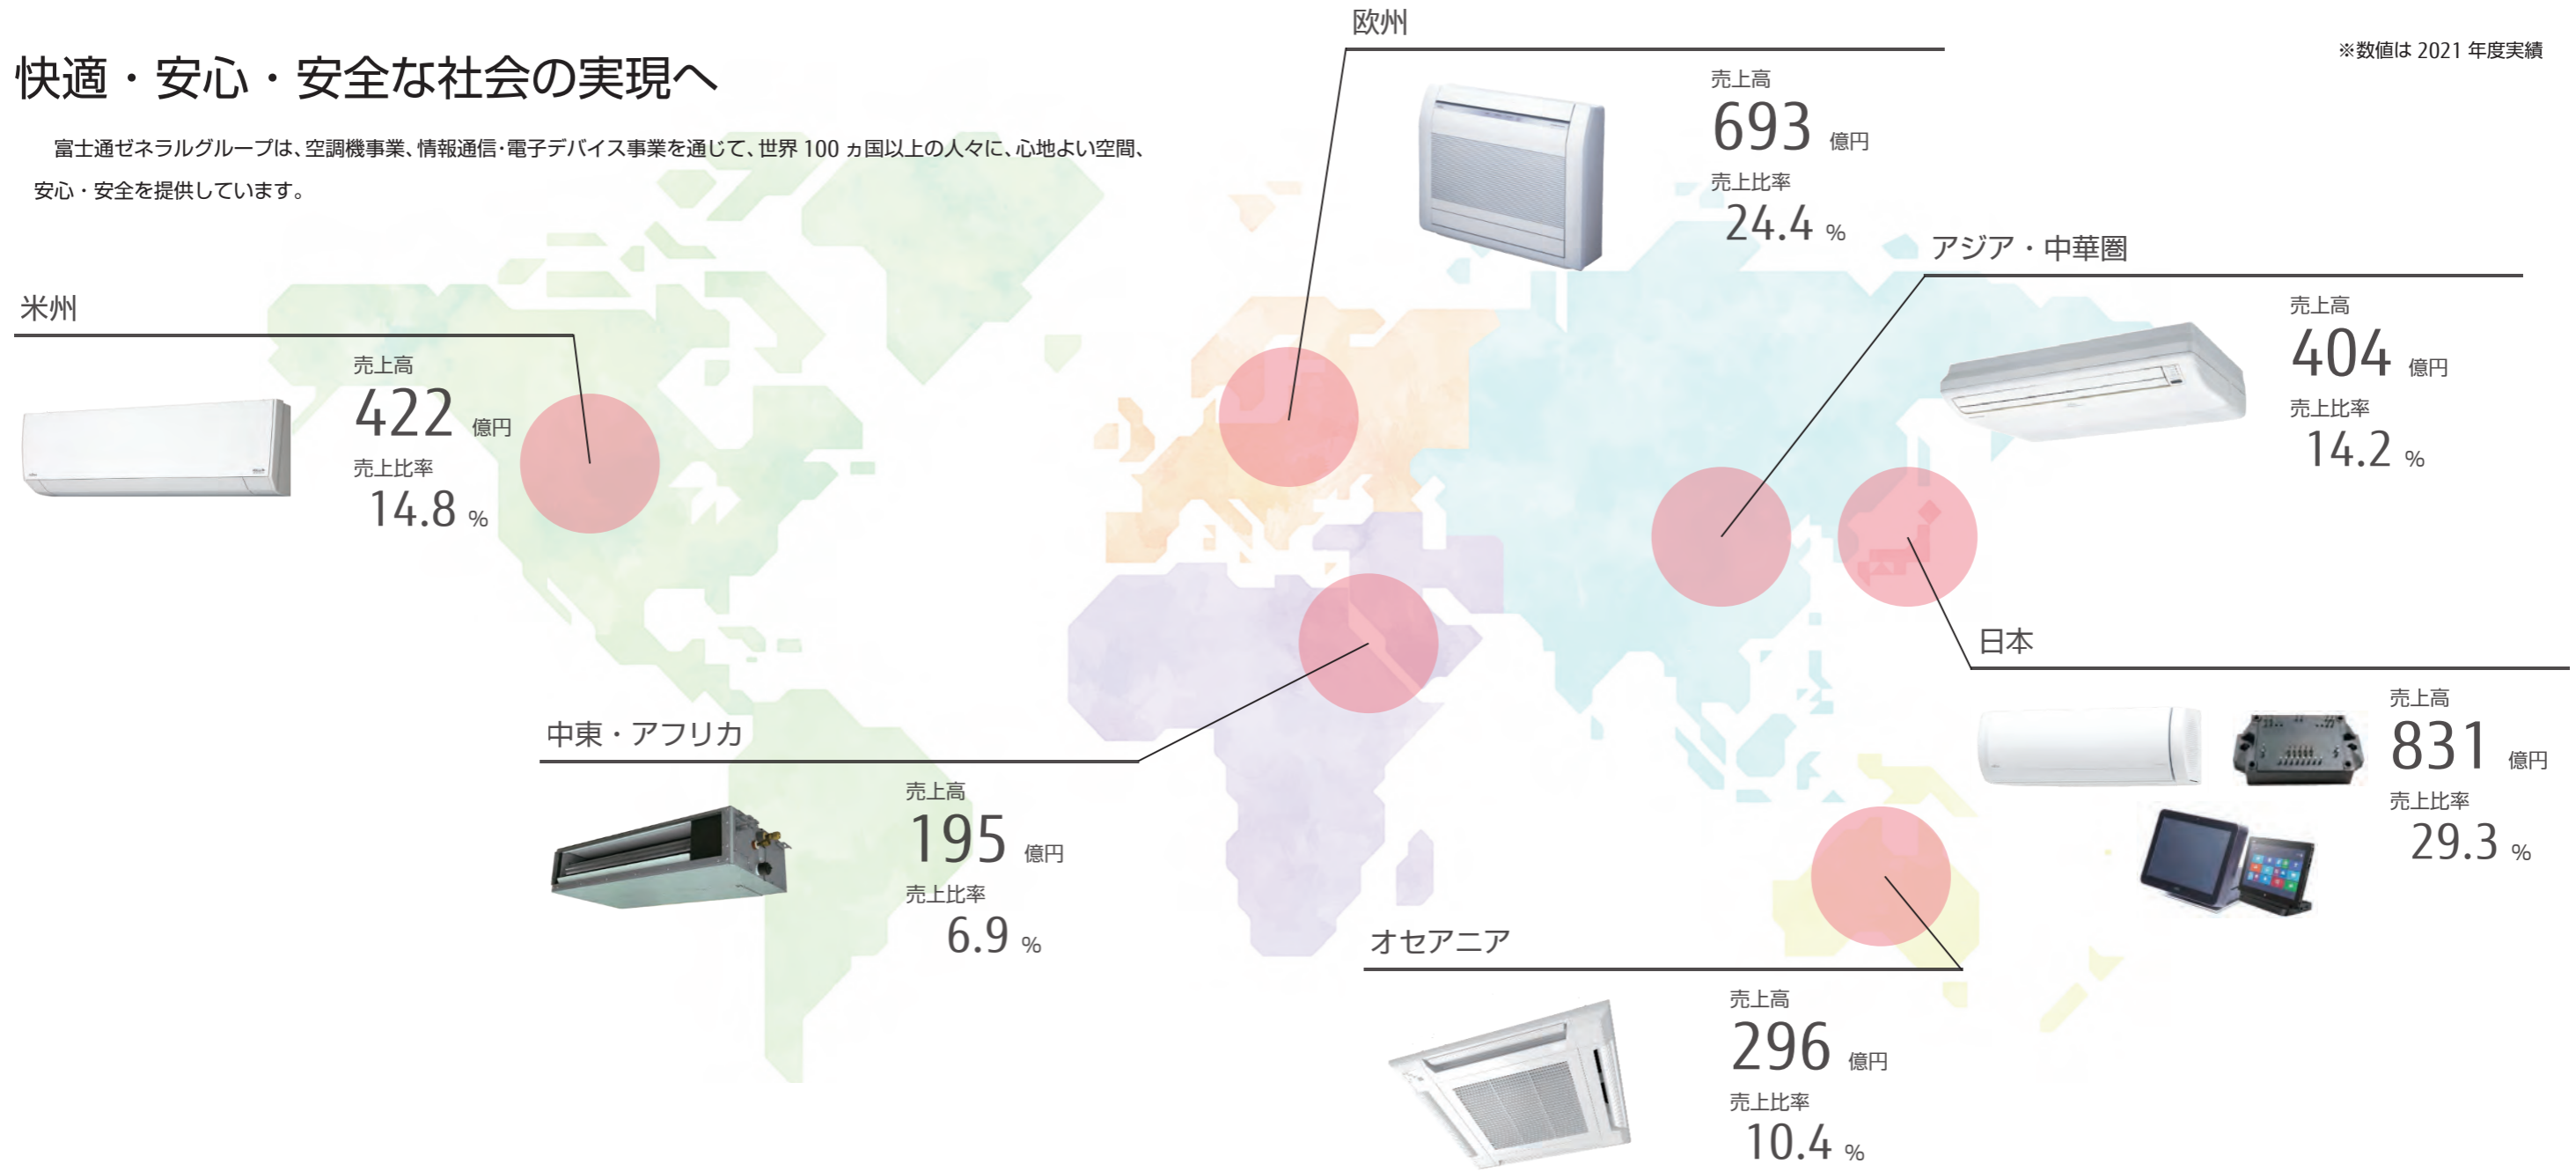 快適・安心・安全な社会の実現へ
富士通ゼネラルグループは、空調機事業、情報通信・電子デバイス事業を通じて、世界 100 ヵ国以上の人々に、心地よい空間、
安心・安全を提供しています。
※数値は 2021 年度実績
欧州
売上高
693 億円
売上比率
24.4 %
アジア・中華圏
売上高
404 億円
売上比率
14.2 %
米州
売上高
422 億円
売上比率
14.8 %
日本
売上高
831 億円
売上比率
29.3 %
中東・アフリカ
売上高
195 億円
売上比率
6.9 %
オセアニア
売上高
296 億円
売上比率
10.4 %